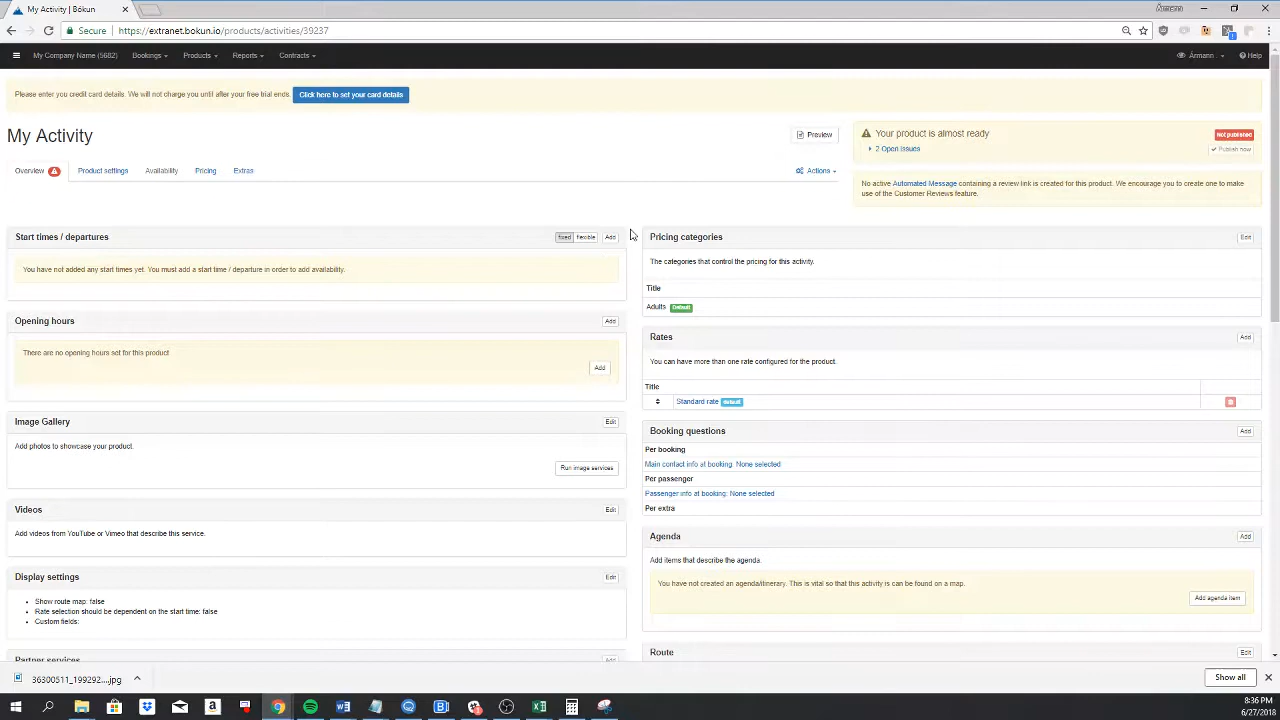 My Activity | Bókun
Ármann
Secure
https://extranet.bokun.io/products/activities/39237
My Company Name (5682)
Bookings
Products
Reports
Contracts
Ármann .
Help
Please enter you credit card details. We will not charge you until after your free trial ends.
Click here to set your card details
My Activity
Preview
Your product is almost ready
Not published
2 Open Issues
Publish now
Overview
Product settings
Availability
Pricing
Extras
Actions
No active Automated Message containing a review link is created for this product. We encourage you to create one to make
use of the Customer Reviews feature.
Start times / departures
fixed
flexible
Add
You have not added any start times yet. You must add a start time / departure in order to add availability.
Opening hours
Add
There are no opening hours set for this product
Add
Image Gallery
Edit
Add photos to showcase your product.
Run image services
Videos
Edit
Add videos from YouTube or Vimeo that describe this service.
Display settings
Edit
Show route map: false
Rate selection should be dependent on the start time: false
Custom fields:
Partner services
Add
Pricing categories
Edit
The categories that control the pricing for this activity.
Title
Adults Default
Rates
Add
You can have more than one rate configured for the product.
Title
Standard rate default
Booking questions
Add
Per booking
Main contact info at booking: None selected
Per passenger
Passenger info at booking: None selected
Per extra
Agenda
Add
Add items that describe the agenda.
You have not created an agenda/itinerary. This is vital so that this activity is can be found on a map.
Add agenda item
Route
Edit
36300511_199292....jpg
Show all
8:36 PM
6/27/2018